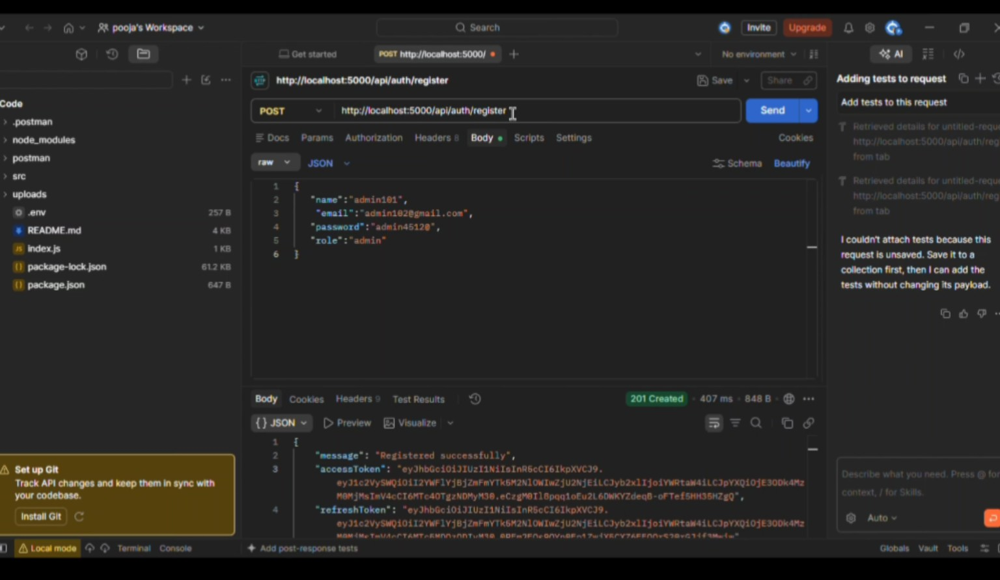 pooja's Workspace
Search
Invite
Upgrade
Get started
POST http://localhost:5000/
No environment
AI
http://localhost:5000/api/auth/register
Save
Share
Adding tests to request
Code
.postman
node_modules
postman
src
uploads
.env 257 B
README.md 4 KB
index.js 1 KB
package-lock.json 61.2 KB
package.json 647 B
POST
http://localhost:5000/api/auth/register
Send
Docs
Params
Authorization
Headers 8
Body
Scripts
Settings
Cookies
raw
JSON
Schema
Beautify
1 {
2 "name":"admin101",
3 "email":"admin102@gmail.com",
4 "password":"admin4512@",
5 "role":"admin"
6 }
Add tests to this request
Retrieved details for untitled-reque
http://localhost:5000/api/auth/reg
from tab
Retrieved details for untitled-reque
http://localhost:5000/api/auth/reg
from tab
I couldn't attach tests because this
request is unsaved. Save it to a
collection first, then I can add the
tests without changing its payload.
Body
Cookies
Headers 9
Test Results
201 Created
407 ms
848 B
{} JSON
Preview
Visualize
1 {
2 "message": "Registered successfully",
3 "accessToken": "eyJhbGciOiJIUzI1NiIsInR5cCI6IkpXVCJ9.
4 "refreshToken": "eyJhbGciOiJIUzI1NiIsInR5cCI6IkpXVCJ9.
Set up Git
Track API changes and keep them in sync with
your codebase.
Install Git
Describe what you need. Press @ for
context, / for Skills.
Auto
Local mode
Terminal
Console
Add post-response tests
Globals
Vault
Tools